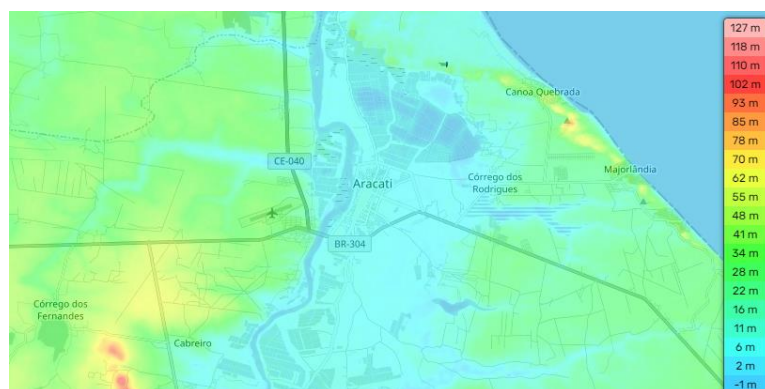 127 m
118 m
110 m
102 m
93 m
85 m
78 m
70 m
62 m
55 m
48 m
41 m
34 m
28 m
22 m
16 m
11 m
6 m
2 m
-1 m
Canoa Quebrada
CE-040
Majorlândia
Aracati
Córrego dos
Rodrigues
BR-304
Córrego dos
Fernandes
Cabreiro